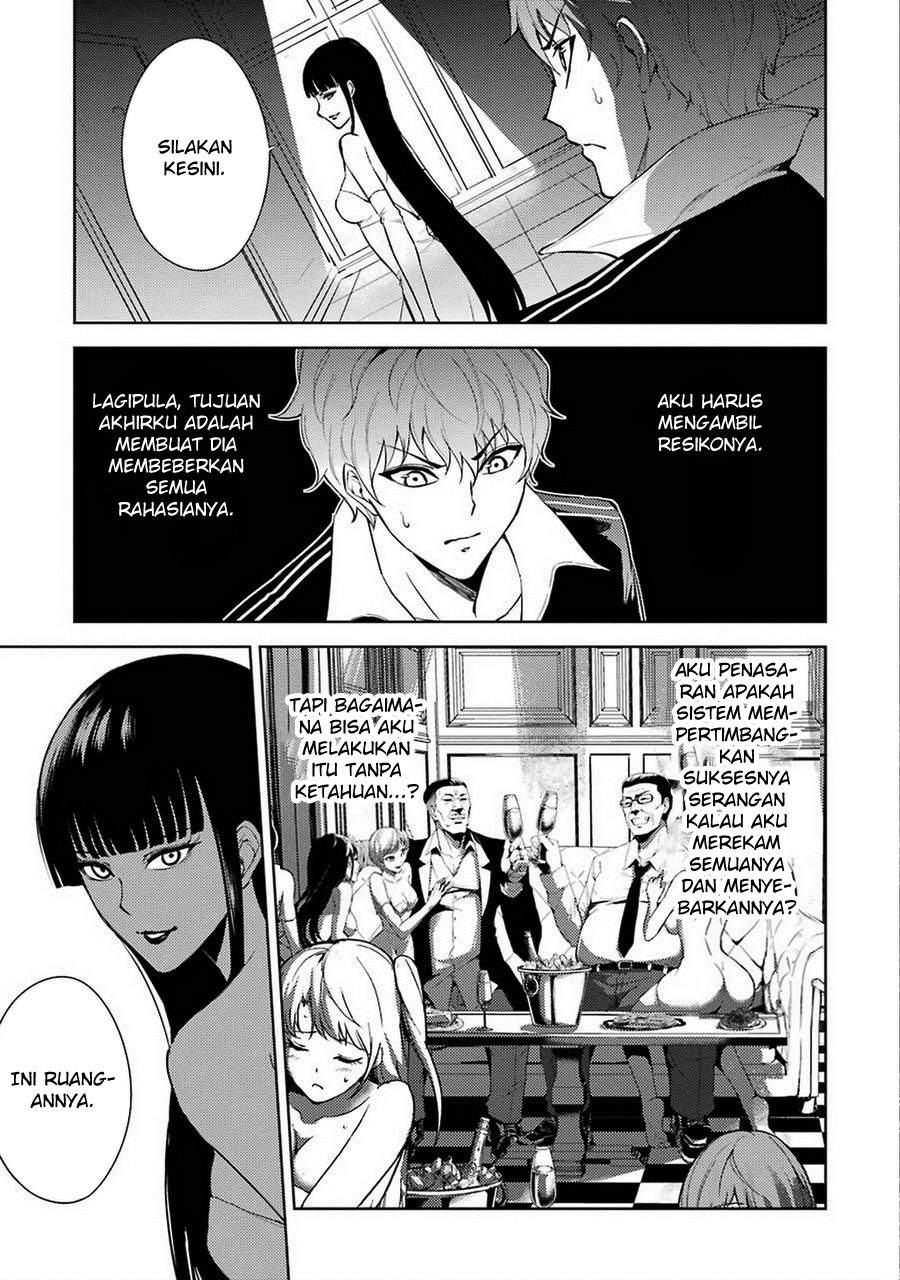 SILAKAN
KESINI.
AKU HARUS
MENGAMBIL
RESIKONYA.
LAGIPULA, TUJUAN
AKHIRKU ADALAH
MEMBUAT DIA
MEMBEBERKAN
SEMUA
RAHASIANYA.
AKU PENASA-
RAN APAKAH
SISTEM MEM-
PERTIMBANG-
KAN
SUKSESNYA
SERANGAN
KALAU AKU
MEREKAM
SEMUANYA
DAN MENYE-
BARKANNYA?
TAPI BAGAIMA-
NA BISA AKU
MELAKUKAN
ITU TANPA
KETAHUAN...?
INI RUANG-
ANNYA.